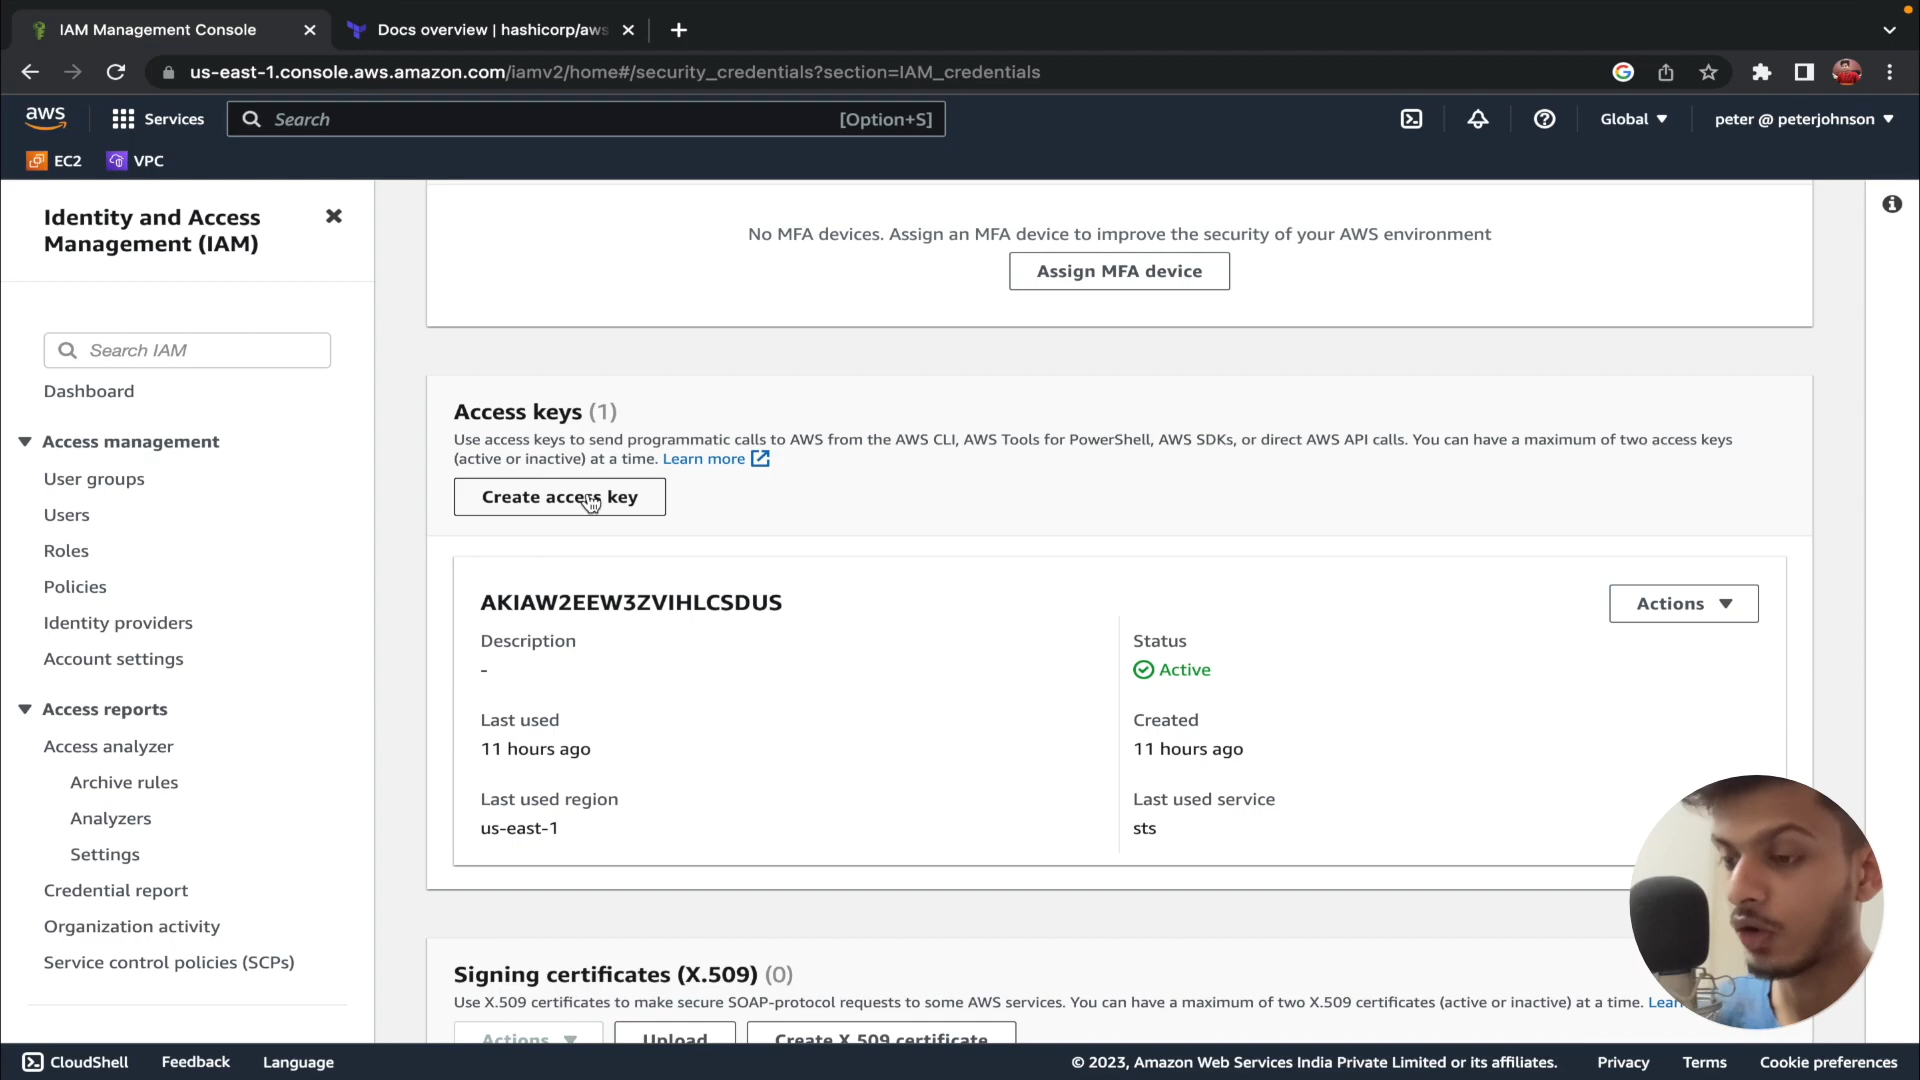 IAM Management Console
Docs overview | hashicorp/aws
us-east-1.console.aws.amazon.com/iamv2/home#/security_credentials?section=IAM_credentials
aws
Services
Search
[Option+S]
Global
peter @ peterjohnson
EC2
VPC
Identity and Access
Management (IAM)
Search IAM
Dashboard
Access management
User groups
Users
Roles
Policies
Identity providers
Account settings
Access reports
Access analyzer
Archive rules
Analyzers
Settings
Credential report
Organization activity
Service control policies (SCPs)
No MFA devices. Assign an MFA device to improve the security of your AWS environment
Assign MFA device
Access keys (1)
Use access keys to send programmatic calls to AWS from the AWS CLI, AWS Tools for PowerShell, AWS SDKs, or direct AWS API calls. You can have a maximum of two access keys
(active or inactive) at a time. Learn more
Create access key
AKIAW2EEW3ZVIHLCSDUS
Actions
Description
-
Status
Active
Last used
11 hours ago
Created
11 hours ago
Last used region
us-east-1
Last used service
sts
Signing certificates (X.509) (0)
Use X.509 certificates to make secure SOAP-protocol requests to some AWS services. You can have a maximum of two X.509 certificates (active or inactive) at a time. Lear
Actions
Upload
Create X.509 certificate
CloudShell
Feedback
Language
© 2023, Amazon Web Services India Private Limited or its affiliates.
Privacy
Terms
Cookie preferences